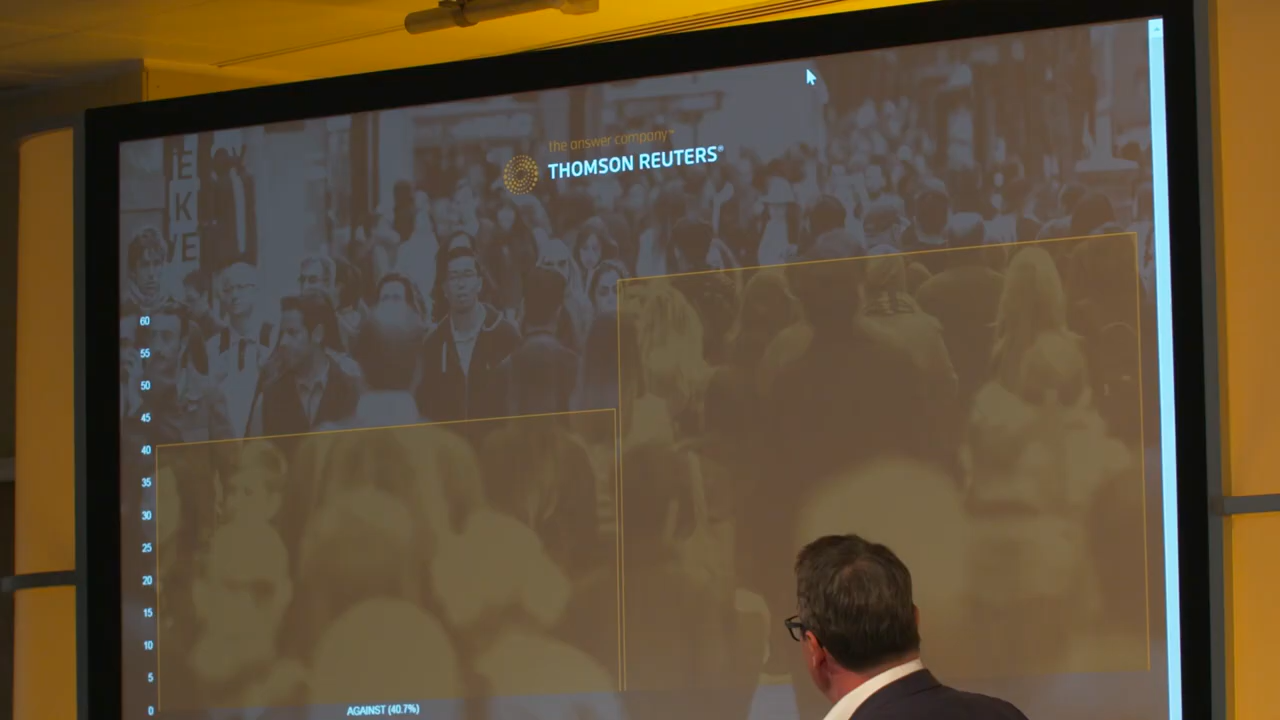 the answer company™
THOMSON REUTERS®
E
K
VE
60
55
50
45
40
35
30
25
20
15
10
5
0
AGAINST (40.7%)